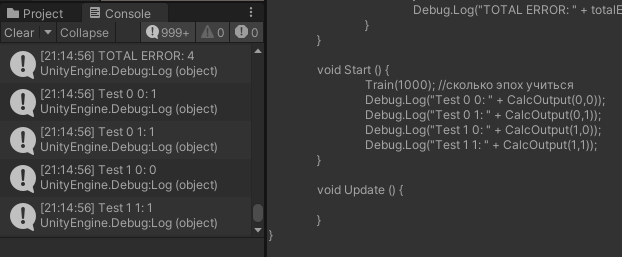 Project
Console
Clear
Collapse
999+
0
0
[21:14:56] TOTAL ERROR: 4
UnityEngine.Debug:Log (object)
[21:14:56] Test 0 0: 1
UnityEngine.Debug:Log (object)
[21:14:56] Test 0 1: 1
UnityEngine.Debug:Log (object)
[21:14:56] Test 1 0: 0
UnityEngine.Debug:Log (object)
[21:14:56] Test 1 1: 1
UnityEngine.Debug:Log (object)
Debug.Log("TOTAL ERROR: " + totalE
}
}
void Start () {
Train(1000); //сколько эпох учиться
Debug.Log("Test 0 0: " + CalcOutput(0,0));
Debug.Log("Test 0 1: " + CalcOutput(0,1));
Debug.Log("Test 1 0: " + CalcOutput(1,0));
Debug.Log("Test 1 1: " + CalcOutput(1,1));
}
void Update () {
}
}